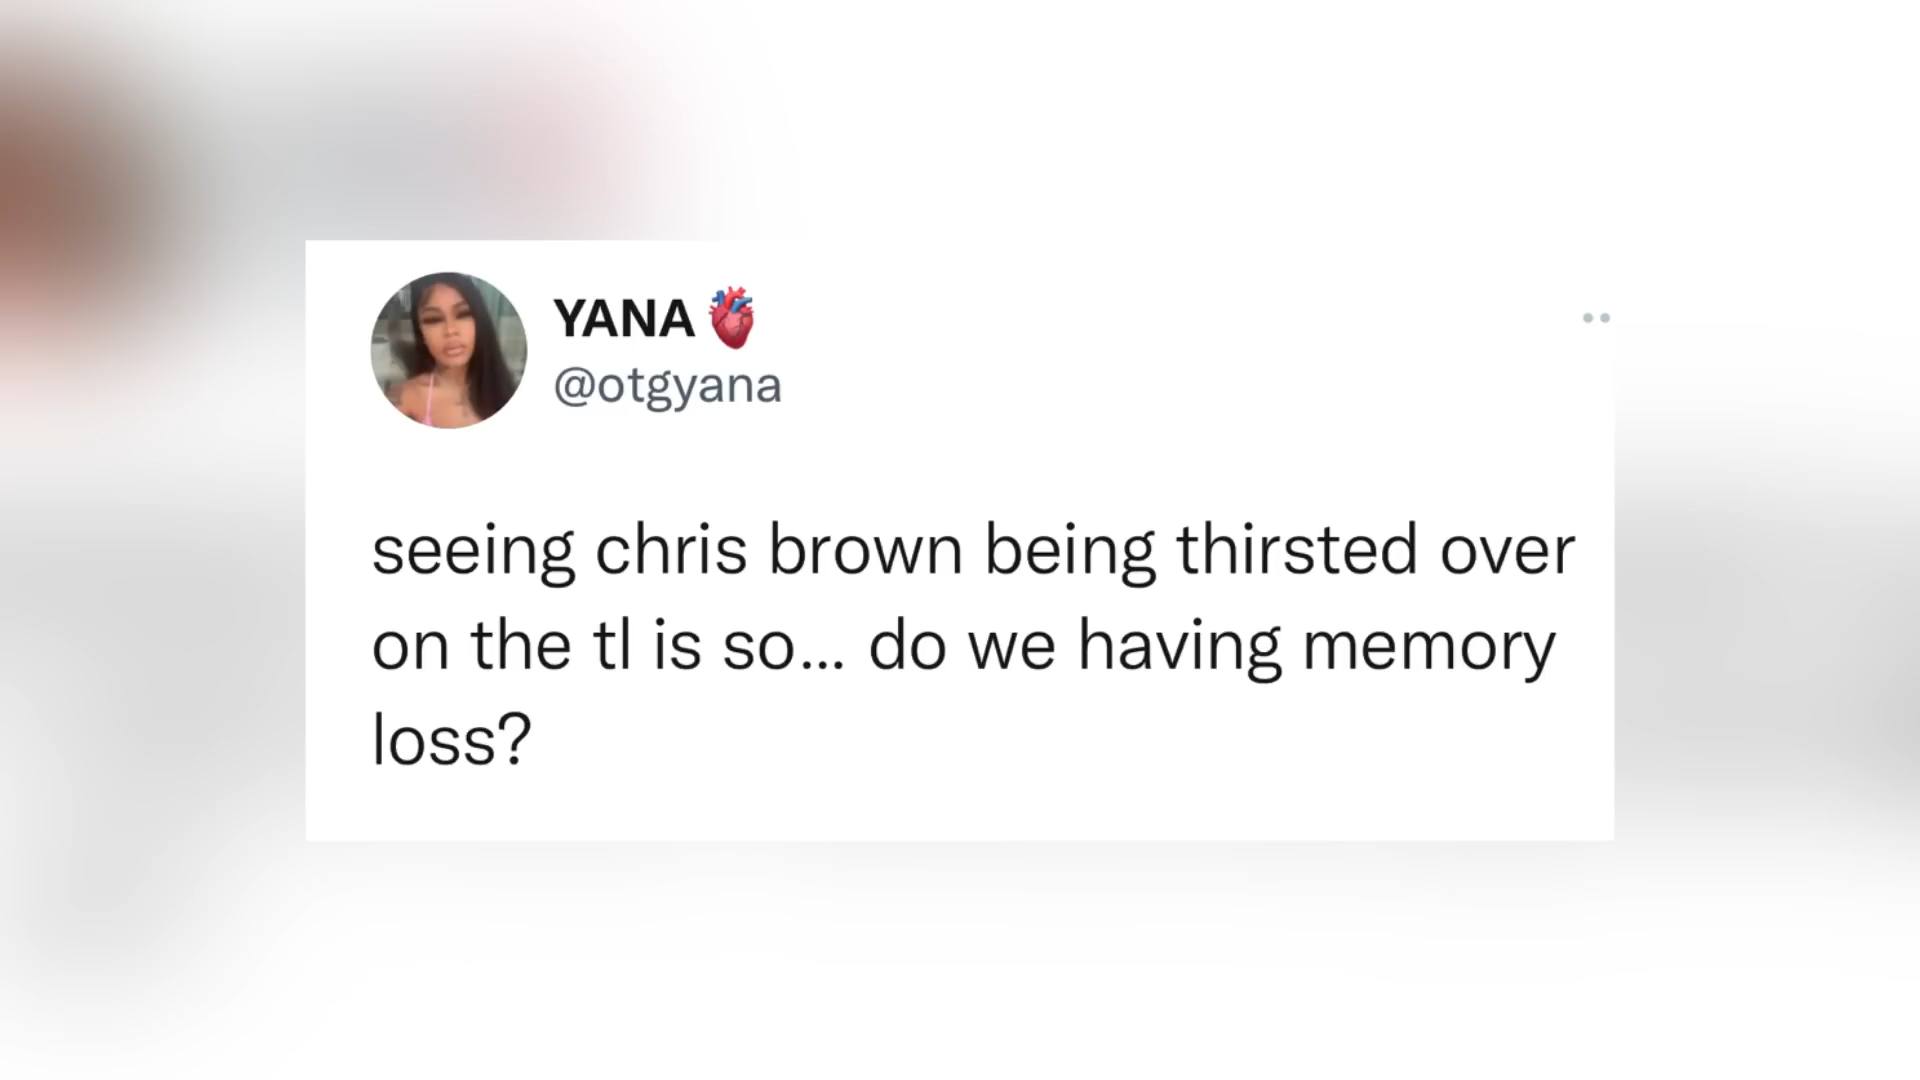 YANA 🫀
@otgyana
seeing chris brown being thirsted over
on the tl is so... do we having memory
loss?